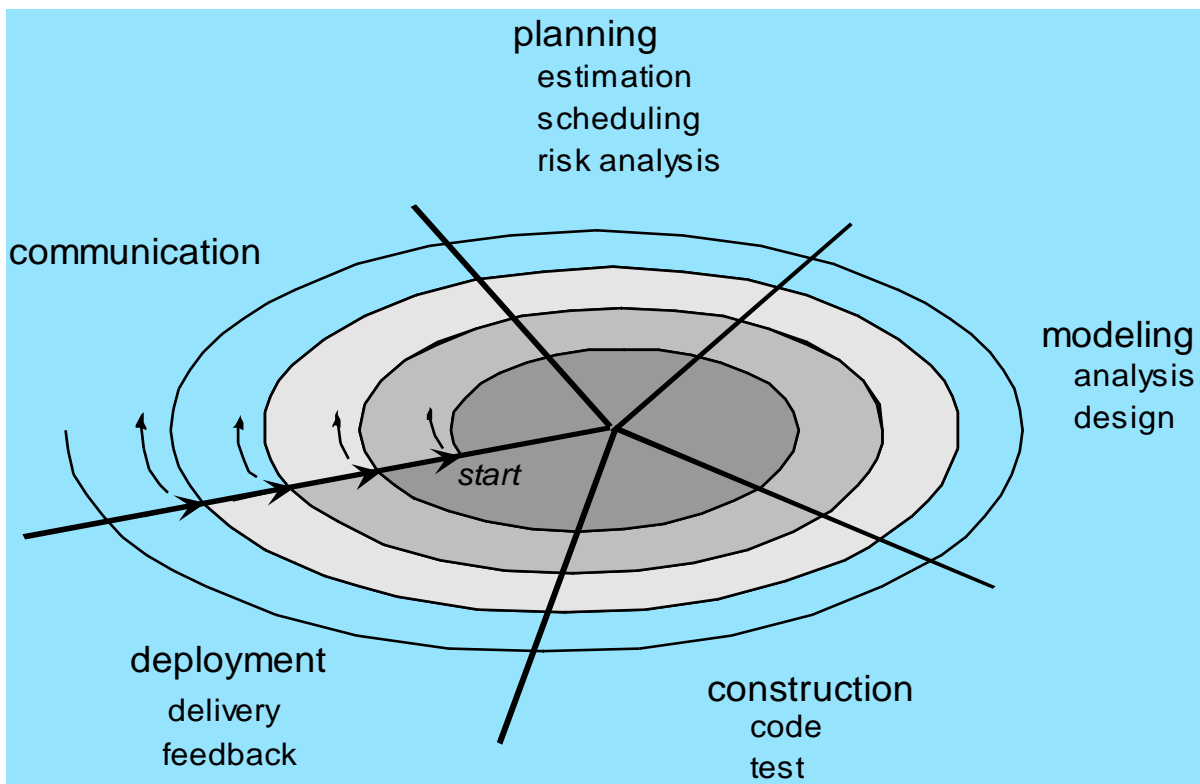 planning
estimation
scheduling
risk analysis
communication
modeling
analysis
design
start
deployment
delivery
feedback
construction
code
test